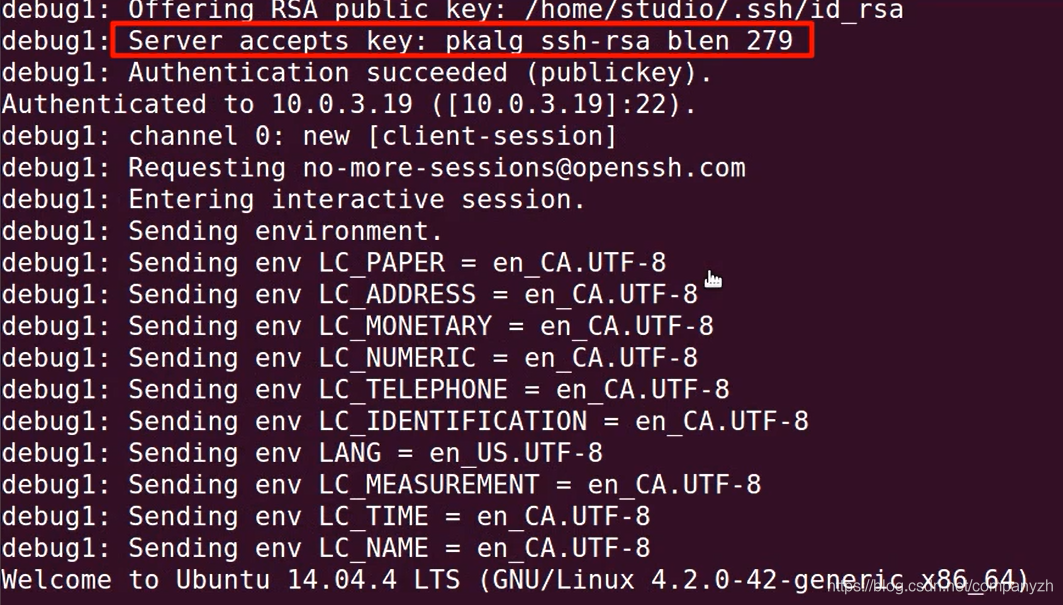 debug1: Offering RSA public key: /home/studio/.ssh/id_rsa
debug1: Server accepts key: pkalg ssh-rsa blen 279
debug1: Authentication succeeded (publickey).
Authenticated to 10.0.3.19 ([10.0.3.19]:22).
debug1: channel 0: new [client-session]
debug1: Requesting no-more-sessions@openssh.com
debug1: Entering interactive session.
debug1: Sending environment.
debug1: Sending env LC_PAPER = en_CA.UTF-8
debug1: Sending env LC_ADDRESS = en_CA.UTF-8
debug1: Sending env LC_MONETARY = en_CA.UTF-8
debug1: Sending env LC_NUMERIC = en_CA.UTF-8
debug1: Sending env LC_TELEPHONE = en_CA.UTF-8
debug1: Sending env LC_IDENTIFICATION = en_CA.UTF-8
debug1: Sending env LANG = en_US.UTF-8
debug1: Sending env LC_MEASUREMENT = en_CA.UTF-8
debug1: Sending env LC_TIME = en_CA.UTF-8
debug1: Sending env LC_NAME = en_CA.UTF-8
Welcome to Ubuntu 14.04.4 LTS (GNU/Linux 4.2.0-42-generic x86_64)
https://blog.csdn.net/companyzh